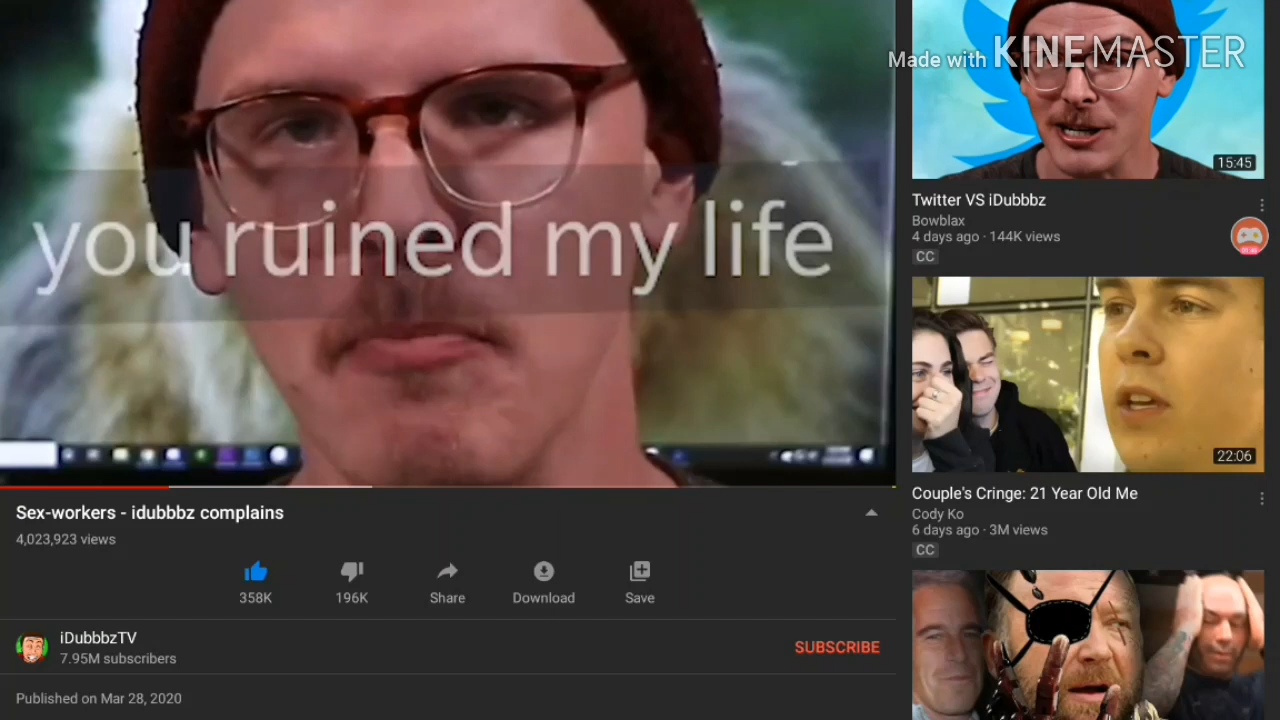 Made with KINEMASTER
you ruined my life
Sex-workers - idubbbz complains
4,023,923 views
358K
196K
Share
Download
Save
iDubbbzTV
7.95M subscribers
SUBSCRIBE
Published on Mar 28, 2020
15:45
Twitter VS iDubbbz
Bowblax
4 days ago · 144K views
CC
22:06
Couple's Cringe: 21 Year Old Me
Cody Ko
6 days ago · 3M views
CC